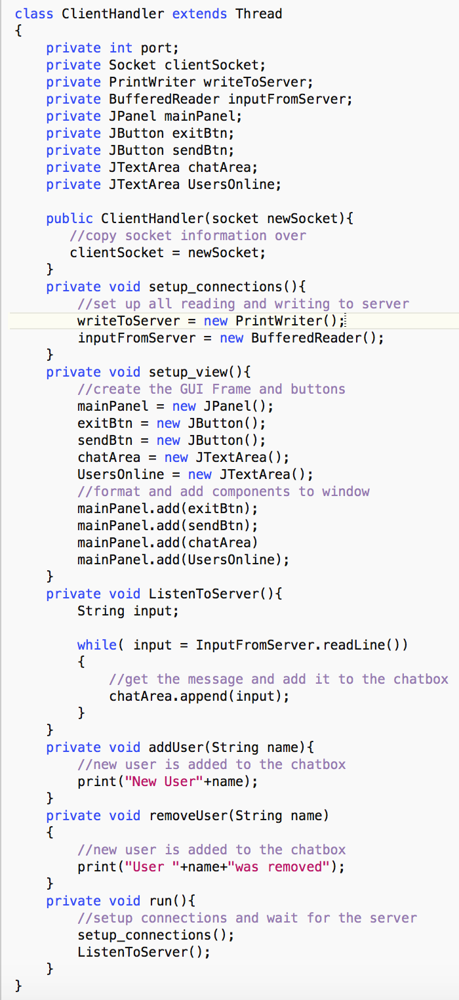 class ClientHandler extends Thread
{
    private int port;
    private Socket clientSocket;
    private PrintWriter writeToServer;
    private BufferedReader inputFromServer;
    private JPanel mainPanel;
    private JButton exitBtn;
    private JButton sendBtn;
    private JTextArea chatArea;
    private JTextArea UsersOnline;

    public ClientHandler(socket newSocket){
       //copy socket information over
       clientSocket = newSocket;
    }
    private void setup_connections(){
        //set up all reading and writing to server
        writeToServer = new PrintWriter();
        inputFromServer = new BufferedReader();
    }
    private void setup_view(){
        //create the GUI Frame and buttons
        mainPanel = new JPanel();
        exitBtn = new JButton();
        sendBtn = new JButton();
        chatArea = new JTextArea();
        UsersOnline = new JTextArea();
        //format and add components to window
        mainPanel.add(exitBtn);
        mainPanel.add(sendBtn);
        mainPanel.add(chatArea)
        mainPanel.add(UsersOnline);
    }
    private void ListenToServer(){
        String input;

        while( input = InputFromServer.readLine())
        {
            //get the message and add it to the chatbox
            chatArea.append(input);
        }
    }
    private void addUser(String name){
        //new user is added to the chatbox
        print("New User"+name);
    }
    private void removeUser(String name)
    {
        //new user is added to the chatbox
        print("User "+name+"was removed");
    }
    private void run(){
        //setup connections and wait for the server
        setup_connections();
        ListenToServer();
    }
}